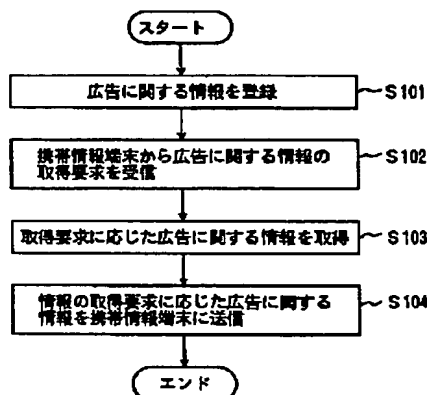 スタート
広告に関する情報を登録
S101
携帯情報端末から広告に関する情報の
取得要求を受信
S102
取得要求に応じた広告に関する情報を取得
S103
情報の取得要求に応じた広告に関する
情報を携帯情報端末に送信
S104
エンド